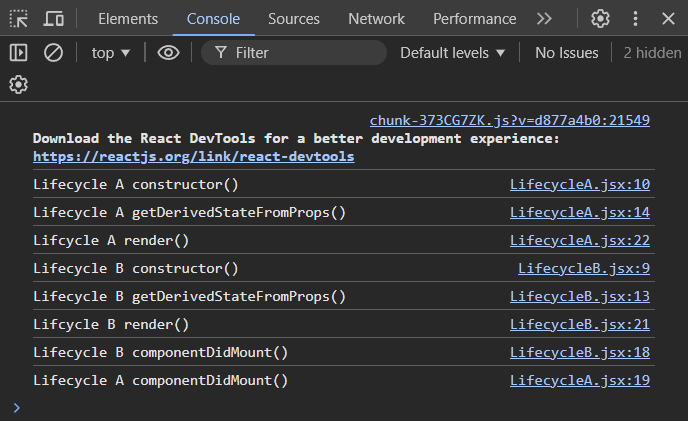 Elements Console Sources Network Performance
top Filter Default levels No Issues 2 hidden
chunk-373CG7ZK.js?v=d877a4b0:21549
Download the React DevTools for a better development experience:
https://reactjs.org/link/react-devtools
Lifecycle A constructor() LifecycleA.jsx:10
Lifecycle A getDerivedStateFromProps() LifecycleA.jsx:14
Lifcycle A render() LifecycleA.jsx:22
Lifecycle B constructor() LifecycleB.jsx:9
Lifecycle B getDerivedStateFromProps() LifecycleB.jsx:13
Lifcycle B render() LifecycleB.jsx:21
Lifecycle B componentDidMount() LifecycleB.jsx:18
Lifecycle A componentDidMount() LifecycleA.jsx:19